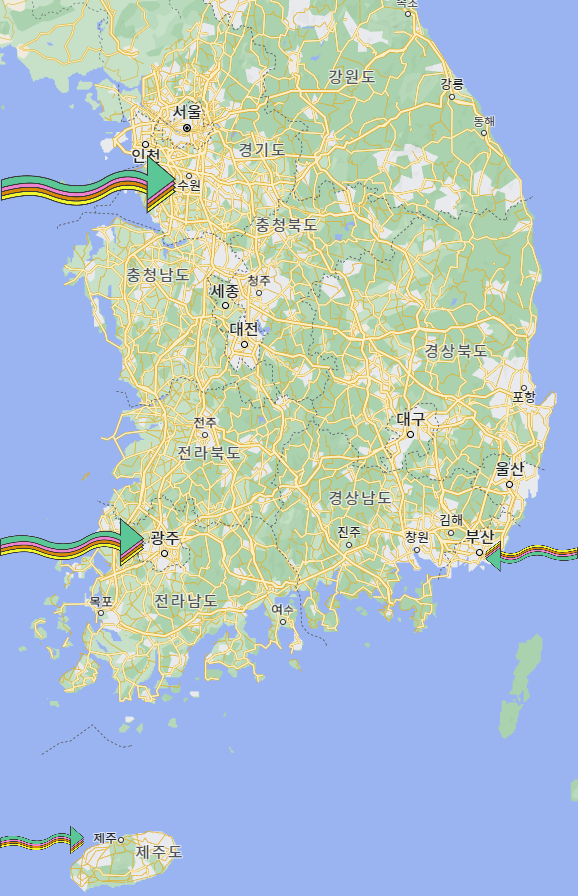 속초
강원도
강릉
서울
동해
경기도
인천
수원
충청북도
충청남도
청주
세종
대전
경상북도
포항
대구
전주
전라북도
울산
경상남도
김해
진주
창원
부산
광주
목포
전라남도
여수
제주
제주도